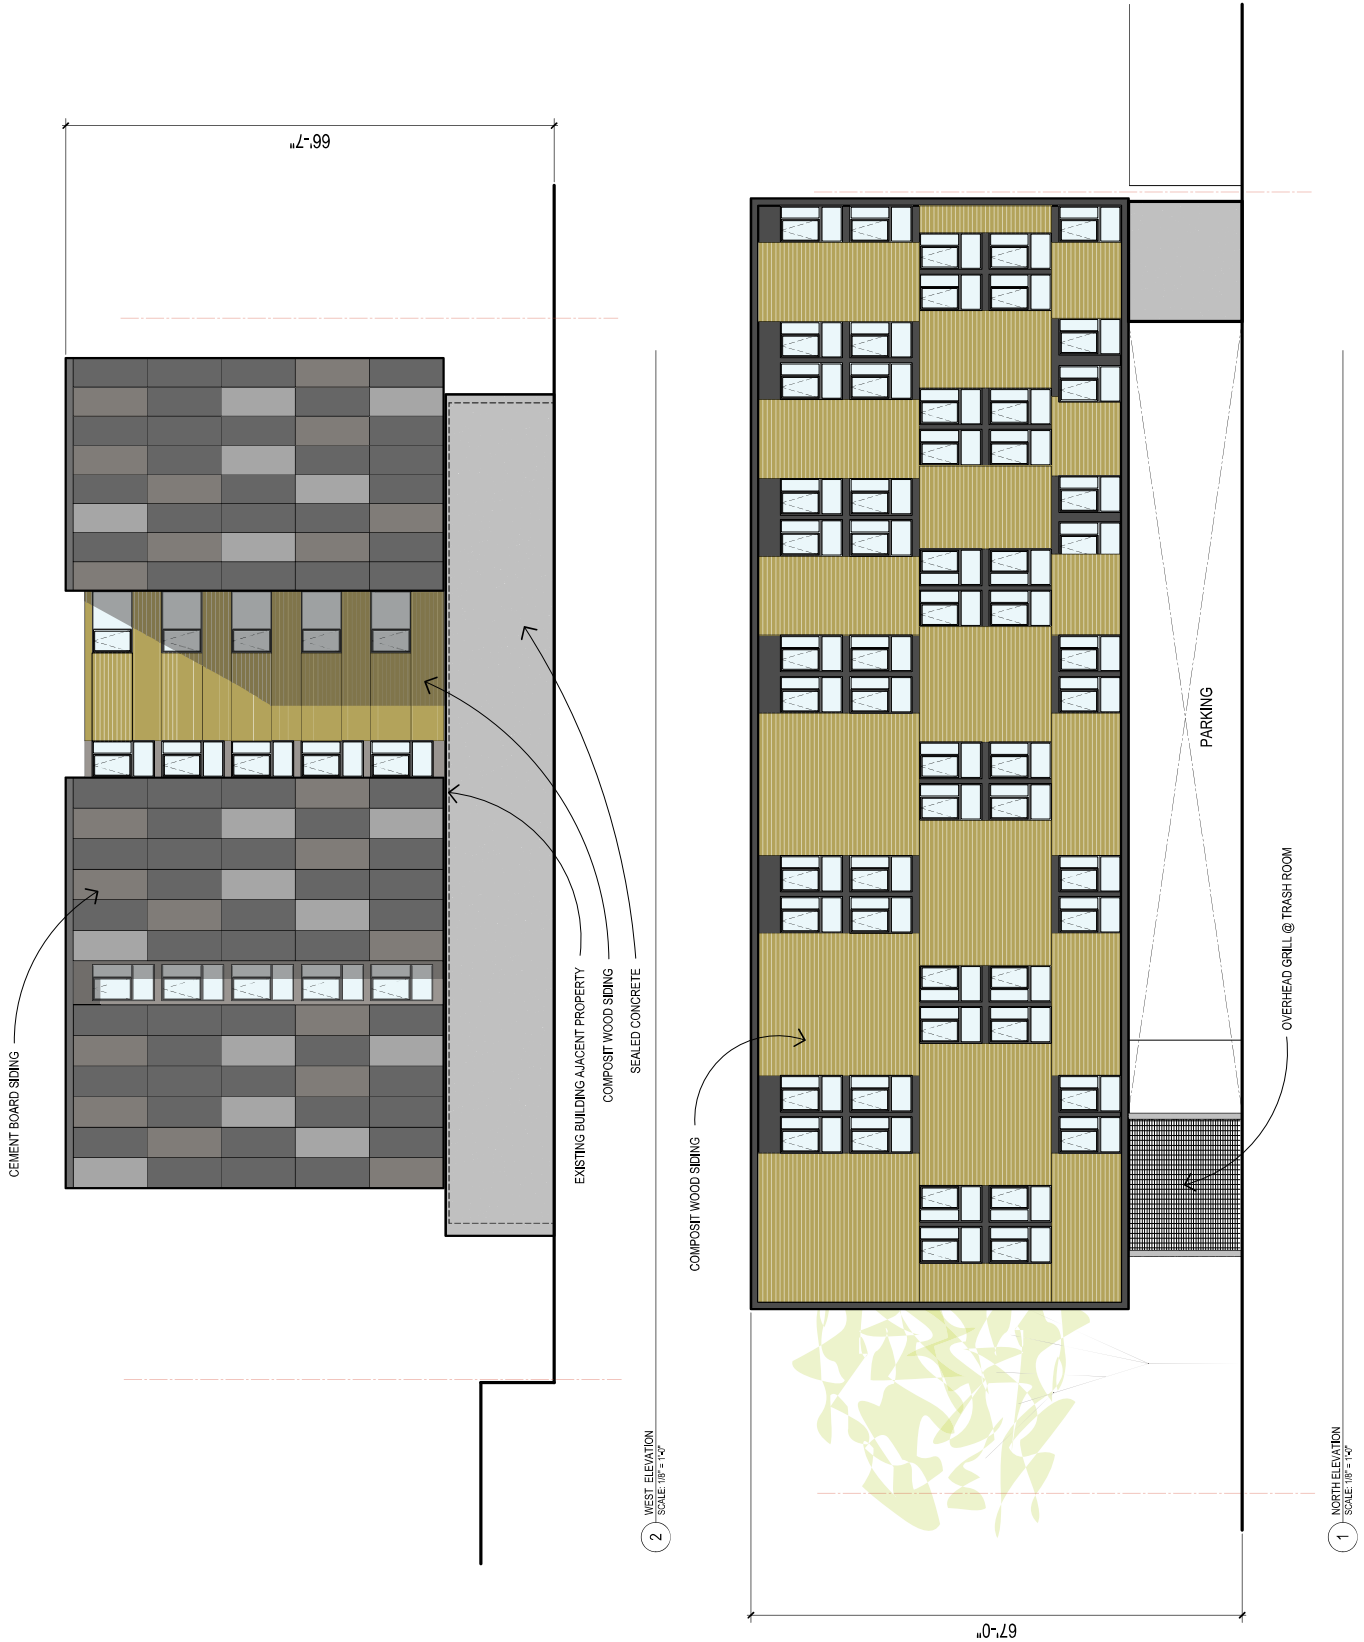 66'-7"
CEMENT BOARD SIDING
EXISTING BUILDING AJACENT PROPERTY
COMPOSIT WOOD SIDING
SEALED CONCRETE
2
WEST ELEVATION
SCALE: 1/8" = 1'-0"
PARKING
OVERHEAD GRILL @ TRASH ROOM
COMPOSIT WOOD SIDING
67'-0"
1
NORTH ELEVATION
SCALE: 1/8" = 1'-0"